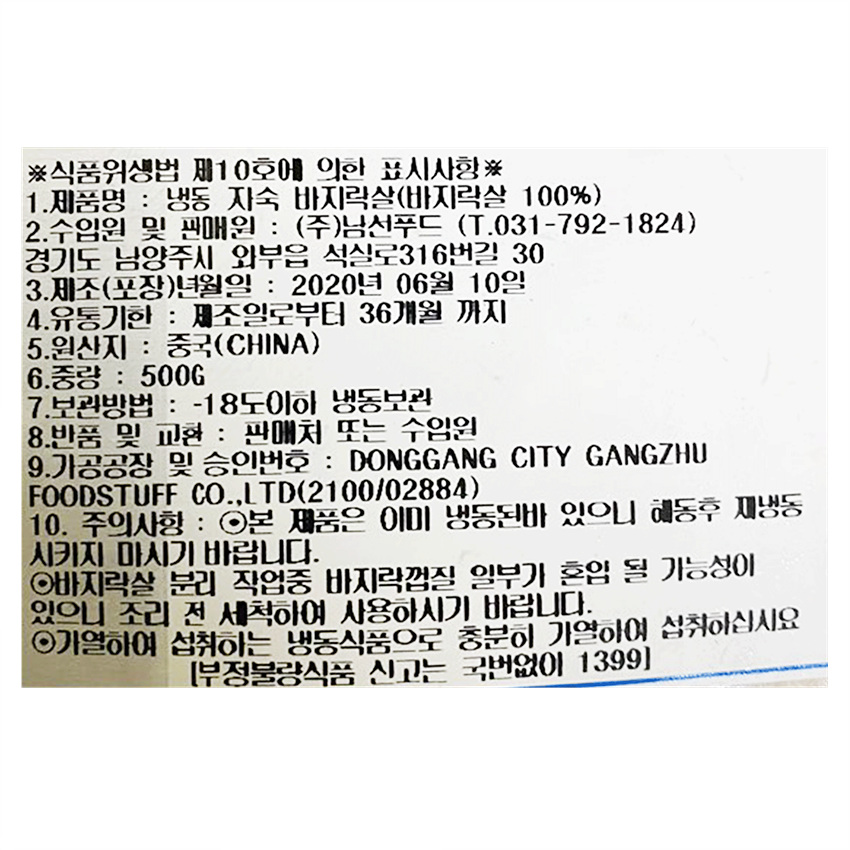 ※식품위생법 제10호에 의한 표시사항※
1.제품명 : 냉동 자숙 바지락살(바지락살 100%)
2.수입원 및 판매원 : (주)남선푸드 (T.031-792-1824)
경기도 남양주시 와부읍 석실로316번길 30
3.제조(포장)년월일 : 2020년 06월 10일
4.유통기한 : 제조일로부터 36개월 까지
5.원산지 : 중국(CHINA)
6.중량 : 500G
7.보관방법 : -18도이하 냉동보관
8.반품 및 교환 : 판매처 또는 수입원
9.가공공장 및 승인번호 : DONGGANG CITY GANGZHU
FOODSTUFF CO.,LTD(2100/02884)
10. 주의사항 : ⊙본 제품은 이미 냉동된바 있으니 해동후 재냉동
시키지 마시기 바랍니다.
⊙바지락살 분리 작업중 바지락껍질 일부가 혼입 될 가능성이
있으니 조리 전 세척하여 사용하시기 바랍니다.
⊙가열하여 섭취하는 냉동식품으로 충분히 가열하여 섭취하십시요
[부정불량식품 신고는 국번없이 1399]